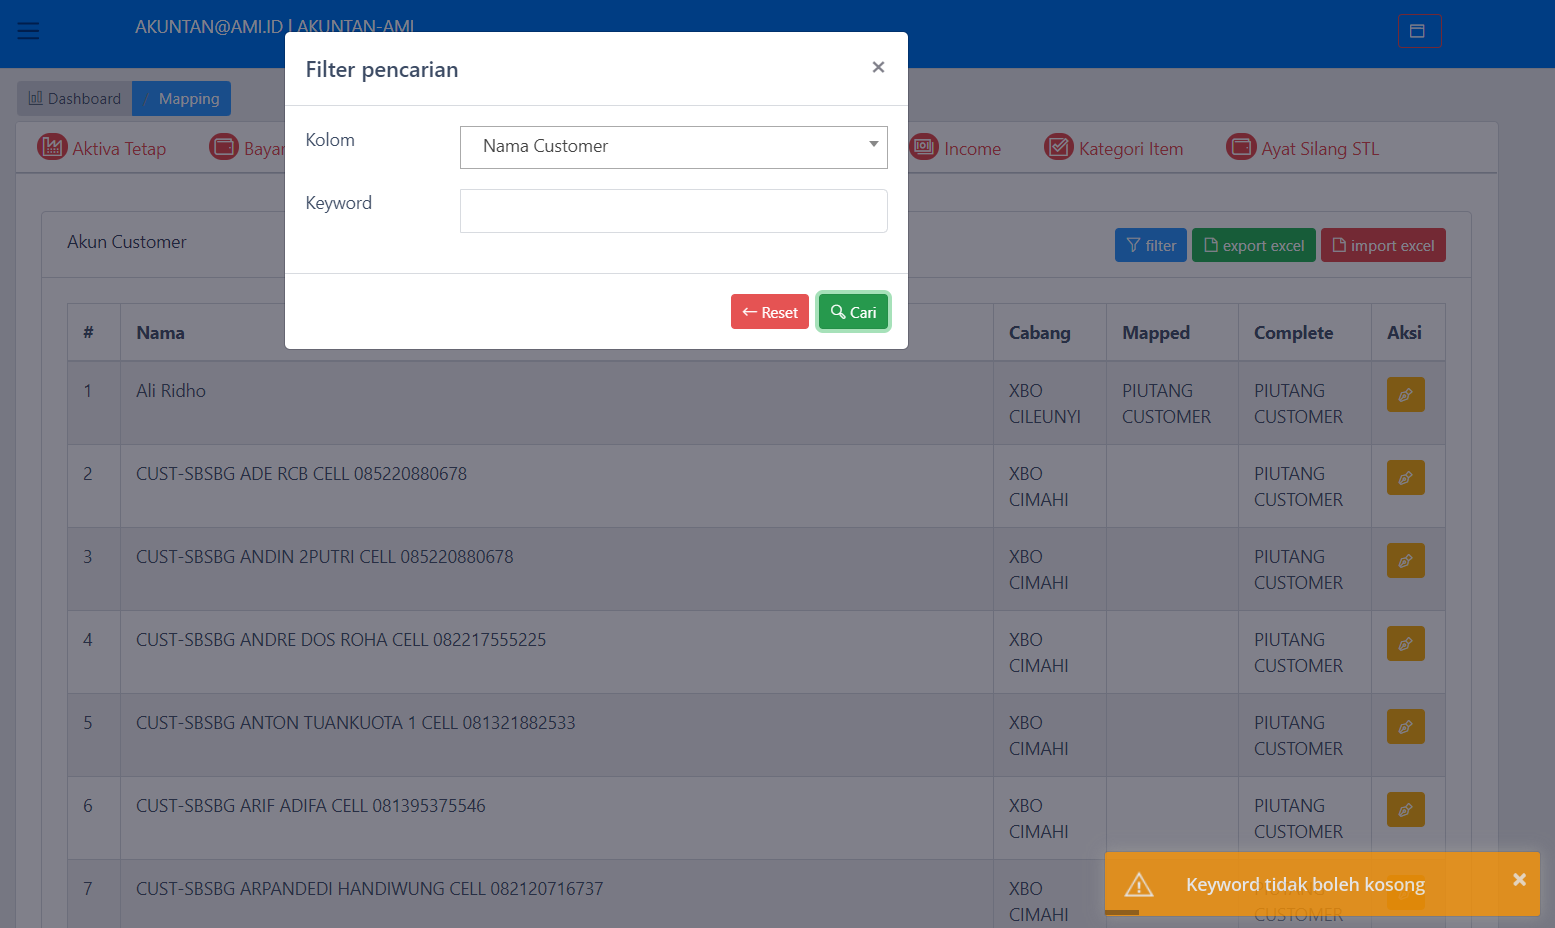 AKUNTAN@AMI.ID | AKUNTAN-AMI
Filter pencarian
×
Dashboard / Mapping
Kolom
Nama Customer
Aktiva Tetap
Income
Kategori Item
Ayat Silang STL
Keyword
Akun Customer
filter
export excel
import excel
Reset
Cari
# Nama Cabang Mapped Complete Aksi
1 Ali Ridho XBO PIUTANG PIUTANG
CILEUNYI CUSTOMER CUSTOMER
2 CUST-SBSBG ADE RCB CELL 085220880678 XBO PIUTANG
CIMAHI CUSTOMER
3 CUST-SBSBG ANDIN 2PUTRI CELL 085220880678 XBO PIUTANG
CIMAHI CUSTOMER
4 CUST-SBSBG ANDRE DOS ROHA CELL 082217555225 XBO PIUTANG
CIMAHI CUSTOMER
5 CUST-SBSBG ANTON TUANKUOTA 1 CELL 081321882533 XBO PIUTANG
CIMAHI CUSTOMER
6 CUST-SBSBG ARIF ADIFA CELL 081395375546 XBO PIUTANG
CIMAHI CUSTOMER
7 CUST-SBSBG ARPANDEDI HANDIWUNG CELL 082120716737 XBO
Keyword tidak boleh kosong
×
CIMAHI CUSTOMER